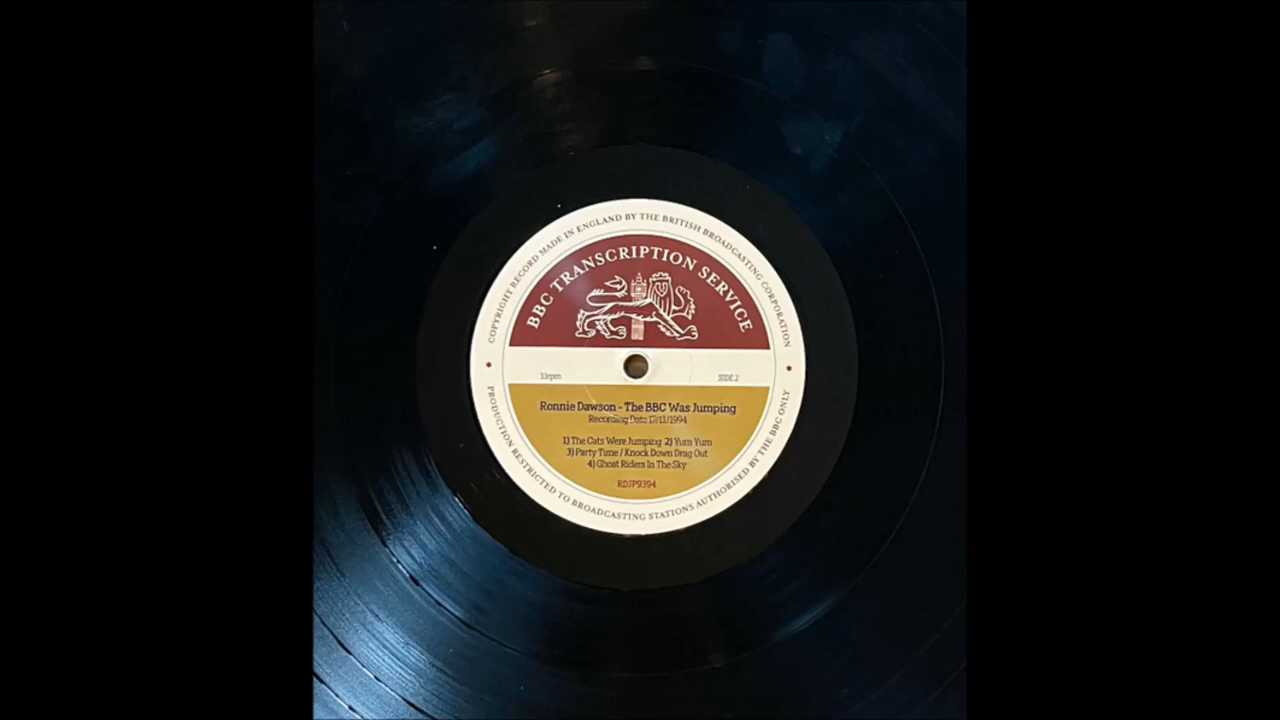 COPYRIGHT RECORD MADE IN ENGLAND BY THE BRITISH BROADCASTING CORPORATION
BBC TRANSCRIPTION SERVICE
33rpm
SIDE 2
Ronnie Dawson - The BBC Was Jumping
Recording Date 17/11/1994
1) The Cats Were Jumping 2) Yum Yum
3) Party Time / Knock Down Drag Out
4) Ghost Riders In The Sky
RDJP9394
PRODUCTION RESTRICTED TO BROADCASTING STATIONS AUTHORISED BY THE BBC ONLY